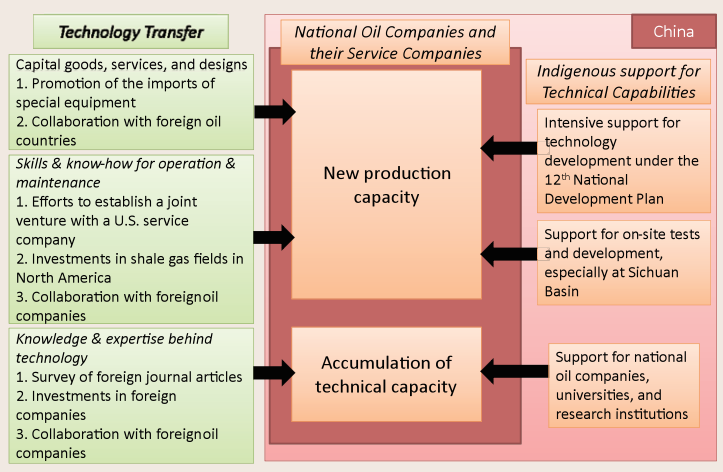 Technology Transfer
Capital goods, services, and designs
1. Promotion of the imports of
special equipment
2. Collaboration with foreign oil
countries
Skills & know-how for operation &
maintenance
1. Efforts to establish a joint
venture with a U.S. service
company
2. Investments in shale gas fields in
North America
3. Collaboration with foreign oil
companies
Knowledge & expertise behind
technology
1. Survey of foreign journal articles
2. Investments in foreign
companies
3. Collaboration with foreign oil
companies
National Oil Companies and
their Service Companies
New production
capacity
Accumulation of
technical capacity
China
Indigenous support for
Technical Capabilities
Intensive support for
technology
development under the
12th National
Development Plan
Support for on-site tests
and development,
especially at Sichuan
Basin
Support for national
oil companies,
universities, and
research institutions